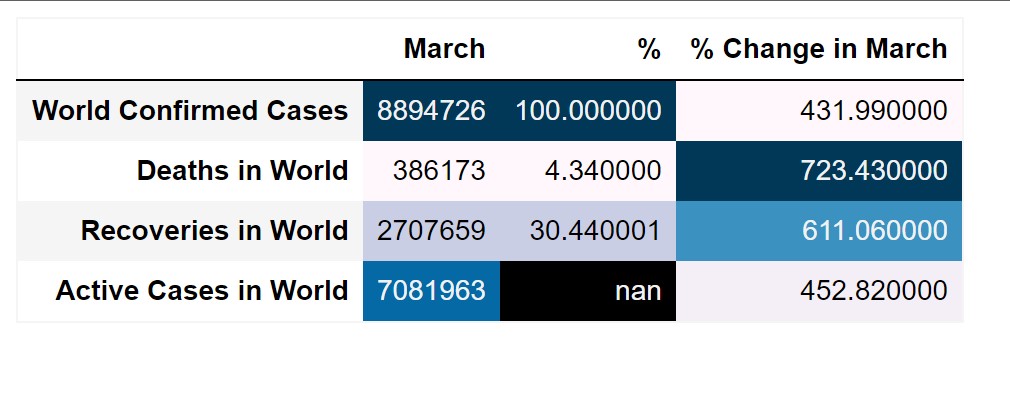 March % % Change in March
World Confirmed Cases 8894726 100.000000 431.990000
Deaths in World 386173 4.340000 723.430000
Recoveries in World 2707659 30.440001 611.060000
Active Cases in World 7081963 nan 452.820000